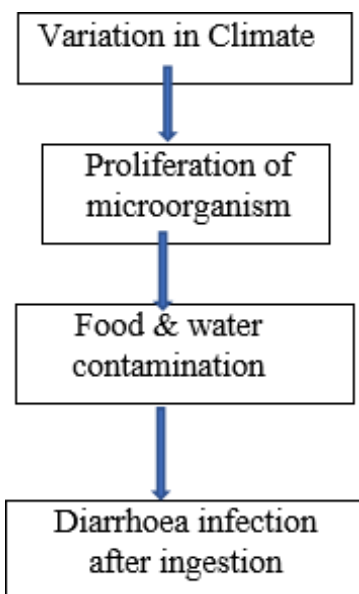 Variation in Climate
Proliferation of
microorganism
Food & water
contamination
Diarrhoea infection
after ingestion